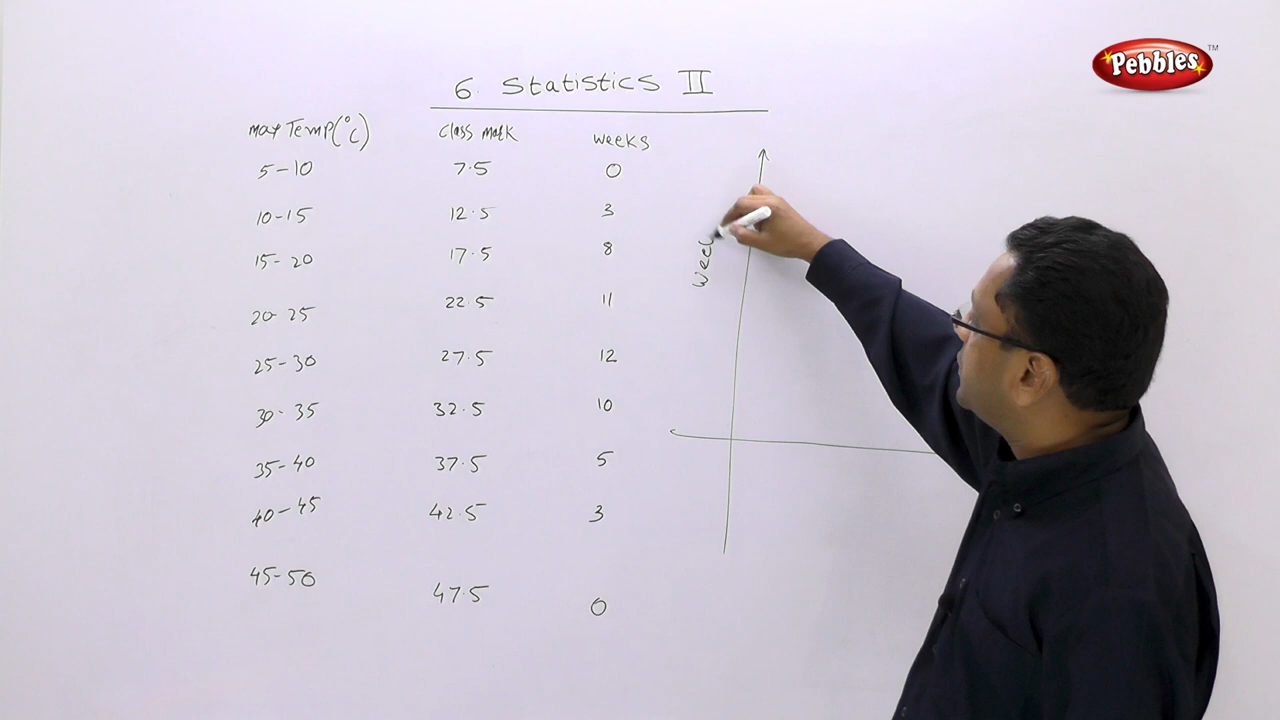 Pebbles™
6. Statistics II
max Temp(°C) class mark weeks
5-10 7.5 0
10-15 12.5 3
15-20 17.5 8
20-25 22.5 11
25-30 27.5 12
30-35 32.5 10
35-40 37.5 5
40-45 42.5 3
45-50 47.5 0
Weel